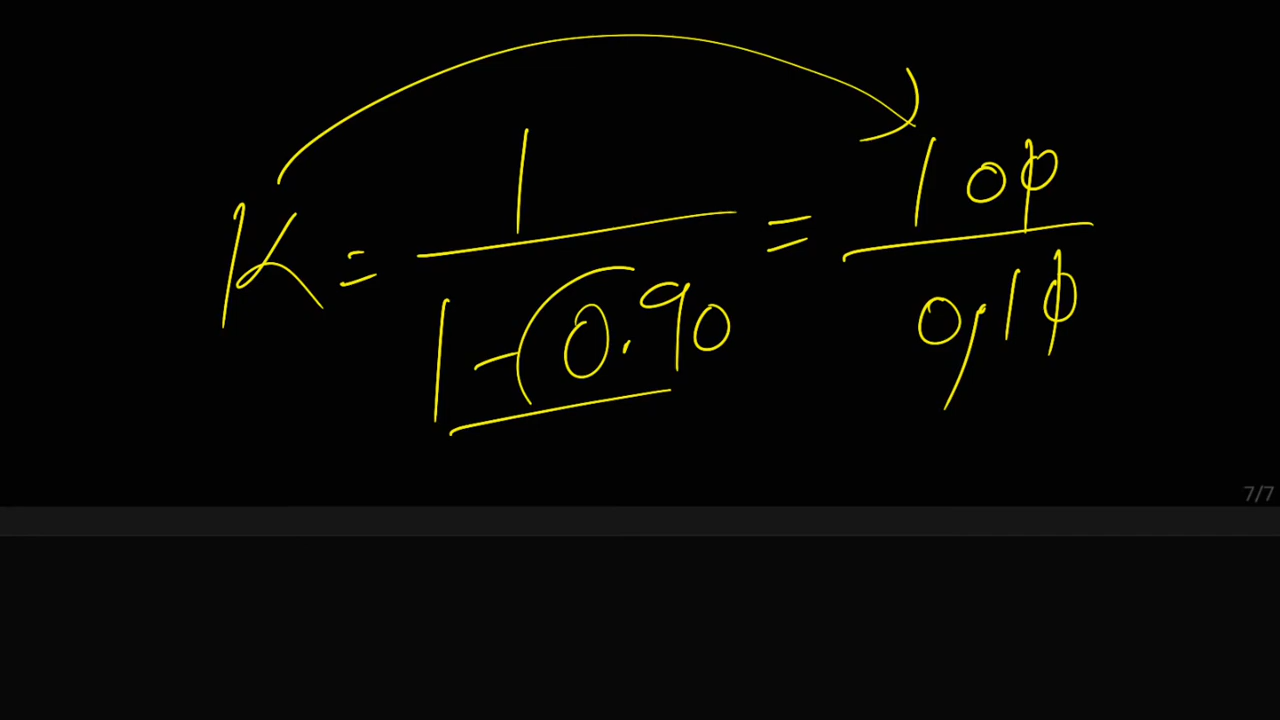 K = 1 / 1 - (0.90 = 100 / 0,10
7/7